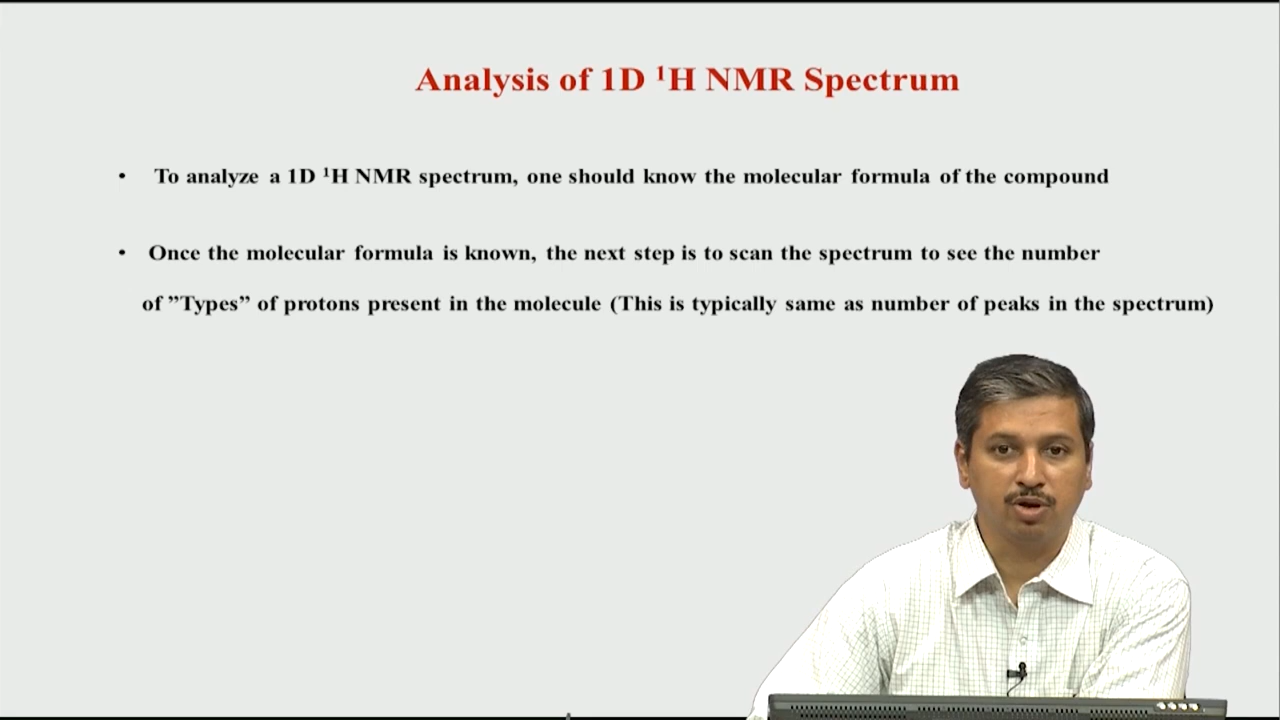 Analysis of 1D ¹H NMR Spectrum
• To analyze a 1D ¹H NMR spectrum, one should know the molecular formula of the compound
• Once the molecular formula is known, the next step is to scan the spectrum to see the number
of ”Types” of protons present in the molecule (This is typically same as number of peaks in the spectrum)